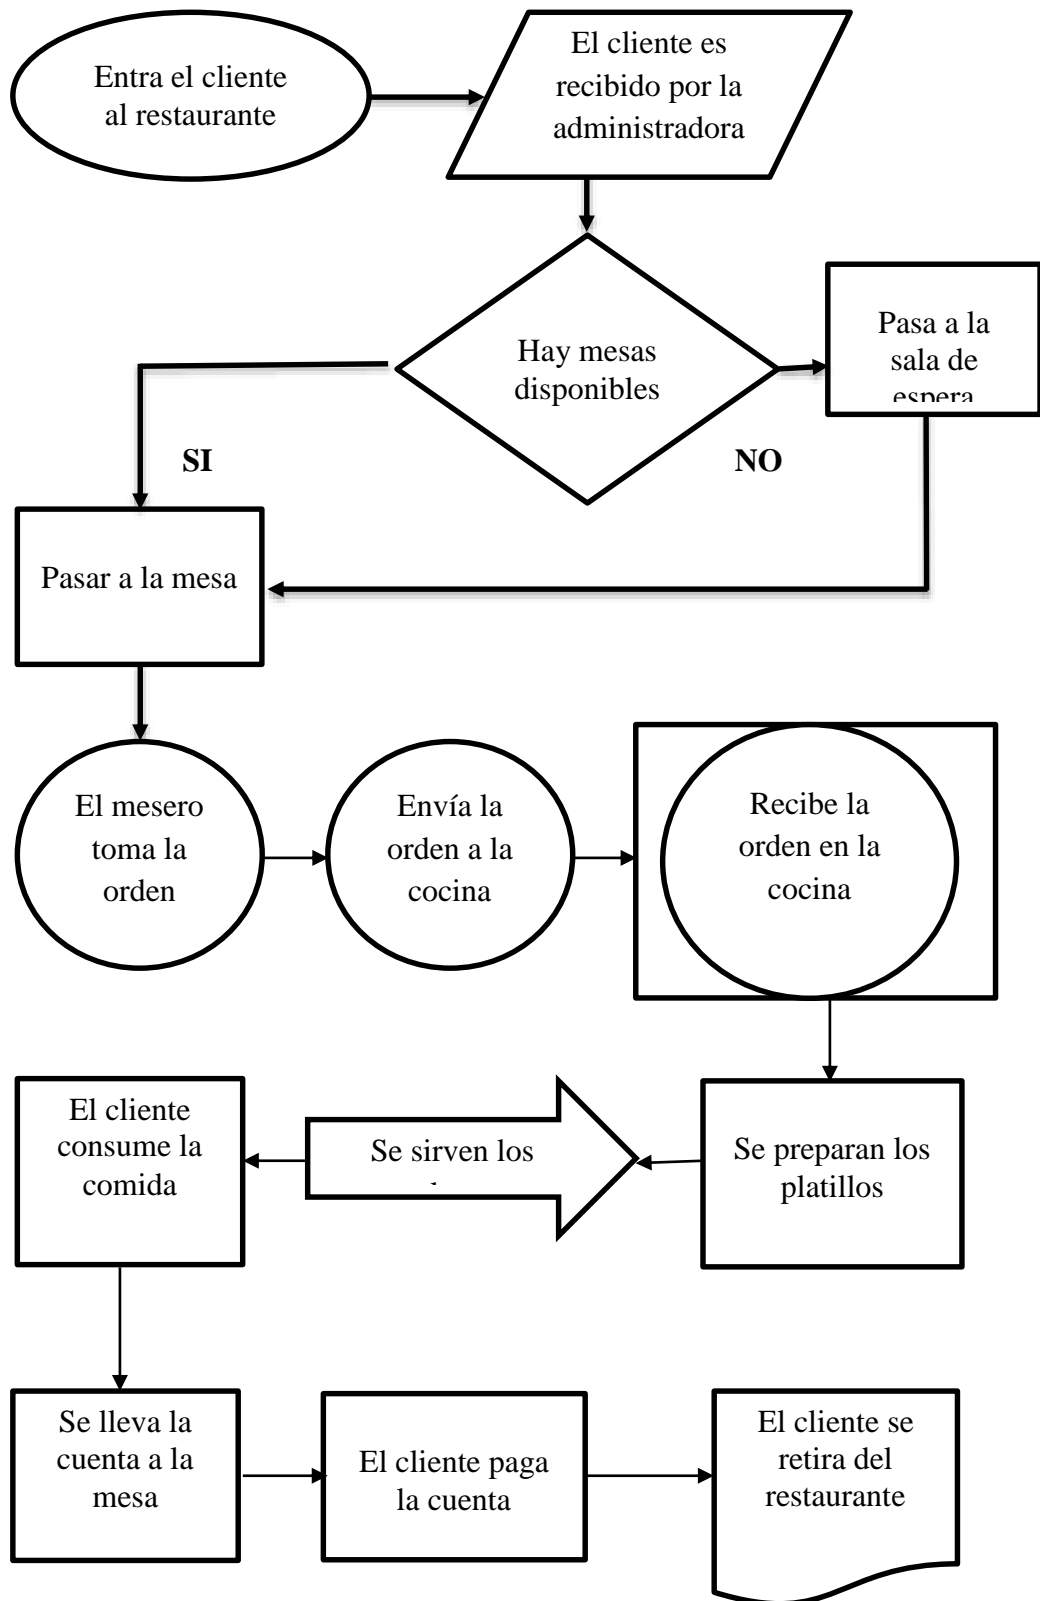 Entra el cliente
al restaurante
El cliente es
recibido por la
administradora
Hay mesas
disponibles
Pasa a la
sala de
espera
SI
NO
Pasar a la mesa
El mesero
toma la
orden
Envía la
orden a la
cocina
Recibe la
orden en la
cocina
El cliente
consume la
comida
Se sirven los
Se preparan los
platillos
Se lleva la
cuenta a la
mesa
El cliente paga
la cuenta
El cliente se
retira del
restaurante